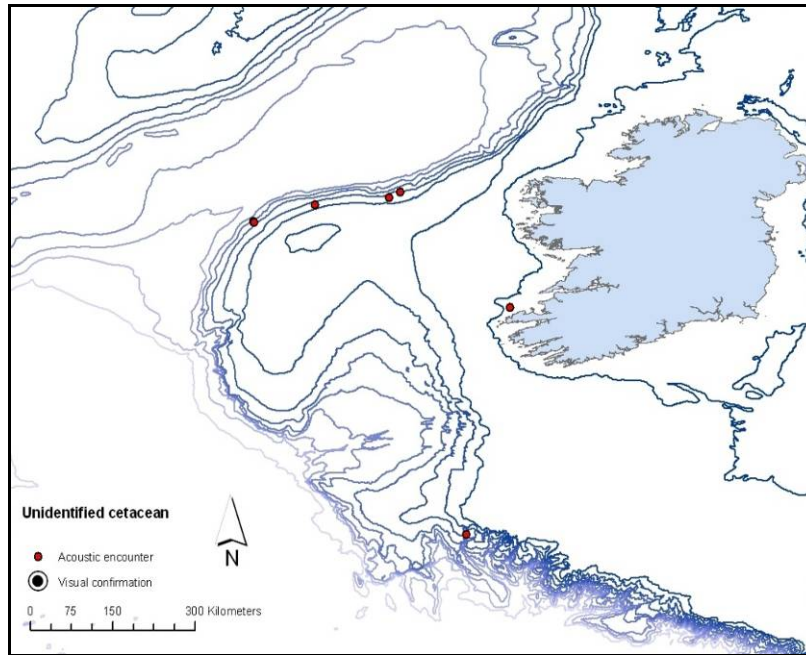 Unidentified cetacean
N
Acoustic encounter
Visual confirmation
0 75 150 300 Kilometers